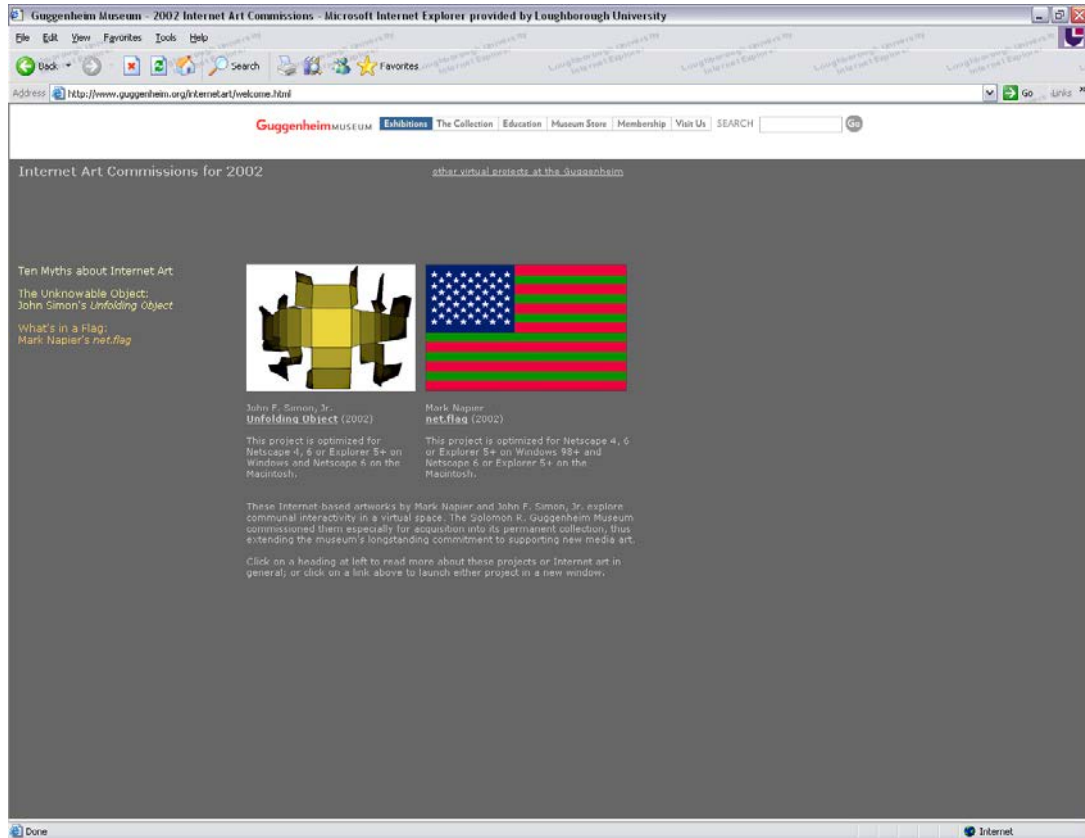 Guggenheim Museum - 2002 Internet Art Commissions - Microsoft Internet Explorer provided by Loughborough University
File Edit View Favorites Tools Help
Back Search Favorites
Address http://www.guggenheim.org/internetart/welcome.html Go Links
GuggenheimMUSEUM Exhibitions The Collection Education Museum Store Membership Visit Us SEARCH Go
Internet Art Commissions for 2002 other virtual projects at the Guggenheim
Ten Myths about Internet Art
The Unknowable Object:
John Simon's Unfolding Object
What's in a Flag:
Mark Napier's net.flag
John F. Simon, Jr.
Unfolding Object (2002)
This project is optimized for
Netscape 4, 6 or Explorer 5+ on
Windows and Netscape 6 on the
Macintosh.
Mark Napier
net.flag (2002)
This project is optimized for Netscape 4, 6
or Explorer 5+ on Windows 98+ and
Netscape 6 or Explorer 5+ on the
Macintosh.
These Internet-based artworks by Mark Napier and John F. Simon, Jr. explore
communal interactivity in a virtual space. The Solomon R. Guggenheim Museum
commissioned them especially for acquisition into its permanent collection, thus
extending the museum's longstanding commitment to supporting new media art.
Click on a heading at left to read more about these projects or Internet art in
general; or click on a link above to launch either project in a new window.
Done Internet